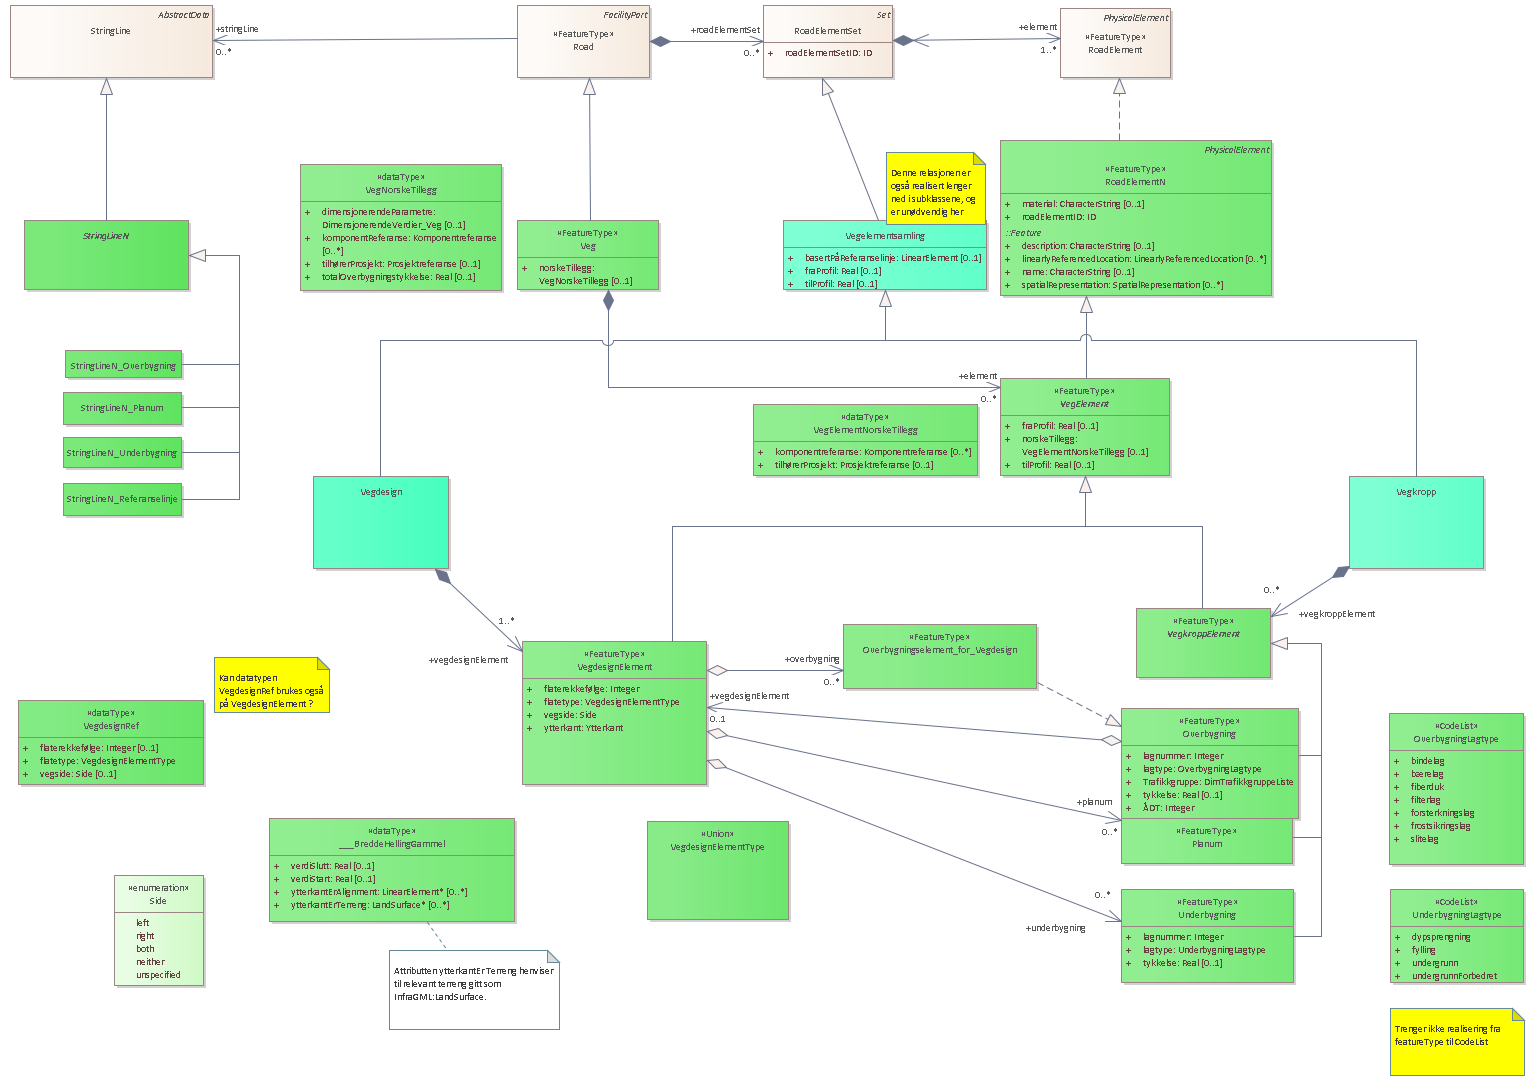 AbstractData
StringLine
+stringLine
0..*
FacilityPart
«FeatureType»
Road
+roadElementSet
0..*
Set
RoadElementSet
+ roadElementSetID: ID
+element
1..*
PhysicalElement
«FeatureType»
RoadElement
«dataType»
VegNorskeTillegg
+ dimensjonerendeParametre:
DimensjonerendeVerdier_Veg [0..1]
+ komponentReferanse: Komponentreferanse
[0..*]
+ tilhørerProsjekt: Prosjektreferanse [0..1]
+ totalOverbygningstykkelse: Real [0..1]
StringLineN
«FeatureType»
Veg
+ norskeTillegg:
VegNorskeTillegg [0..1]
Denne relasjonen er
også realisert lenger
ned i subklassene, og
er unødvendig her
Vegelementsamling
+ basertPåReferanselinje: LinearElement [0..1]
+ fraProfil: Real [0..1]
+ tilProfil: Real [0..1]
PhysicalElement
«FeatureType»
RoadElementN
+ material: CharacterString [0..1]
+ roadElementID: ID
::Feature
+ description: CharacterString [0..1]
+ linearlyReferencedLocation: LinearlyReferencedLocation [0..*]
+ name: CharacterString [0..1]
+ spatialRepresentation: SpatialRepresentation [0..*]
StringLineN_Overbygning
StringLineN_Planum
StringLineN_Underbygning
StringLineN_Referanselinje
+element
0..*
«FeatureType»
VegElement
+ fraProfil: Real [0..1]
+ norskeTillegg:
VegElementNorskeTillegg [0..1]
+ tilProfil: Real [0..1]
«dataType»
VegElementNorskeTillegg
+ komponentreferanse: Komponentreferanse [0..*]
+ tilhørerProsjekt: Prosjektreferanse [0..1]
Vegdesign
Vegkropp
1..*
+vegdesignElement
0..*
+vegkroppElement
«FeatureType»
VegkroppElement
«FeatureType»
VegdesignElement
+ flaterekkefølge: Integer
+ flatetype: VegdesignElementType
+ vegside: Side
+ ytterkant: Ytterkant
+overbygning
0..*
«FeatureType»
Overbygningselement_for_Vegdesign
+vegdesignElement
0..1
«FeatureType»
Overbygning
+ lagnummer: Integer
+ lagtype: OverbygningLagtype
+ Trafikkgruppe: DimTrafikkgruppeListe
+ tykkelse: Real [0..1]
+ ÅDT: Integer
+planum
0..*
«FeatureType»
Planum
Kan datatypen
VegdesignRef brukes også
på VegdesignElement ?
«dataType»
VegdesignRef
+ flaterekkefølge: Integer [0..1]
+ flatetype: VegdesignElementType
+ vegside: Side [0..1]
«CodeList»
OverbygningLagtype
+ bindelag
+ bærelag
+ fiberduk
+ filterlag
+ forsterkningslag
+ frostsikringslag
+ slitelag
«dataType»
___BreddeHellingGammel
+ verdiSlutt: Real [0..1]
+ verdiStart: Real [0..1]
+ ytterkantErAlignment: LinearElement* [0..*]
+ ytterkantErTerreng: LandSurface* [0..*]
«Union»
VegdesignElementType
«enumeration»
Side
left
right
both
neither
unspecified
0..*
+underbygning
«FeatureType»
Underbygning
+ lagnummer: Integer
+ lagtype: UnderbygningLagtype
+ tykkelse: Real [0..1]
«CodeList»
UnderbygningLagtype
+ dypsprengning
+ fylling
+ undergrunn
+ undergrunnForbedret
Attributten ytterkantErTerreng henviser
til relevant terreng gitt som
InfraGML:LandSurface.
Trenger ikke realisering fra
featureType til CodeList